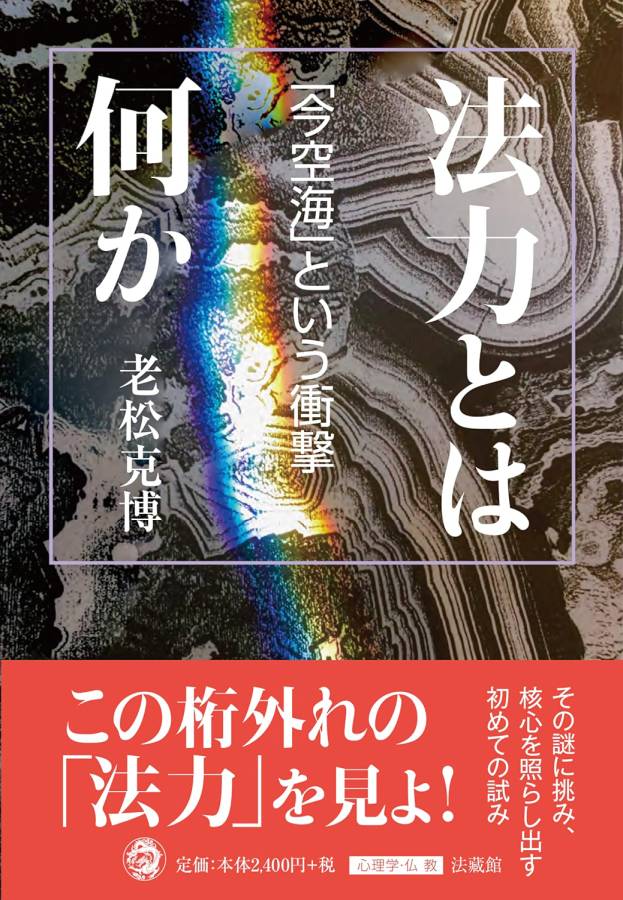 法力とは
何か
「今空海」という衝撃
老松克博
この桁外れの
「法力」を見よ!
その謎に挑み、
核心を照らし出す
初めての試み
定価:本体2,400円+税
心理学・仏教
法藏館